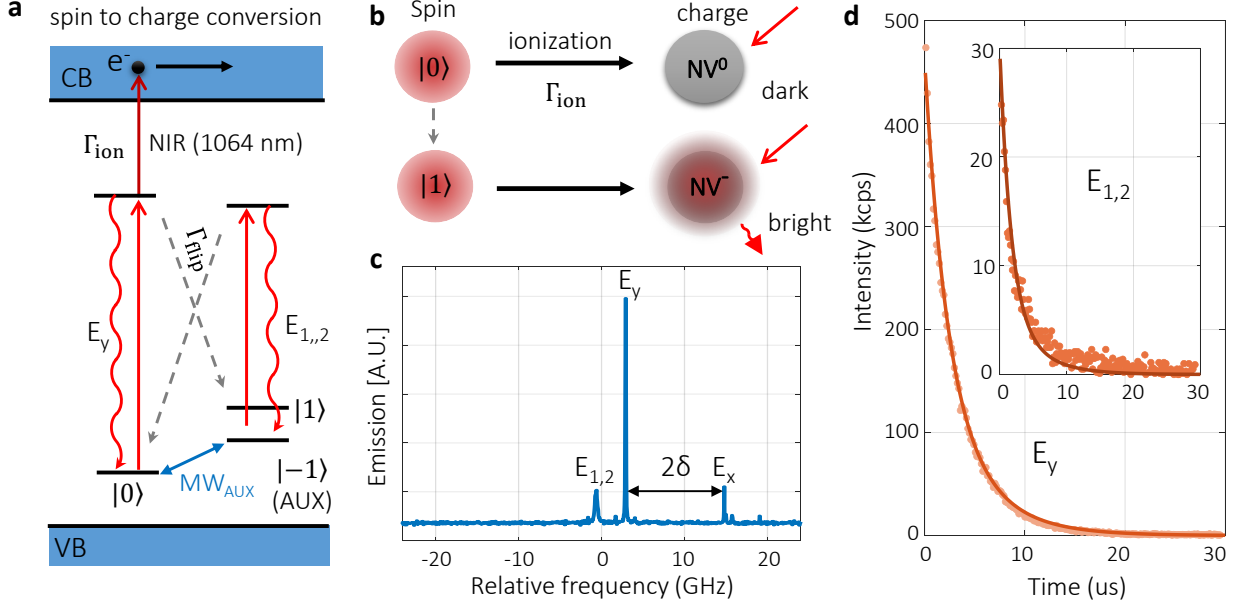 a
spin to charge conversion
e-
CB
Γion
NIR (1064 nm)
Γflip
Ey
E1,,2
|1⟩
|0⟩
MWAUX
|−1⟩
(AUX)
VB
b
Spin
charge
|0⟩
ionization
Γion
NV0
dark
|1⟩
NV-
bright
c
Emission [A.U.]
Ey
E1,2
2δ
Ex
-20
-10
0
10
20
Relative frequency (GHz)
d
Intensity (kcps)
500
400
300
200
100
0
0
10
20
30
Time (us)
Ey
30
20
10
0
0
10
20
30
E1,2